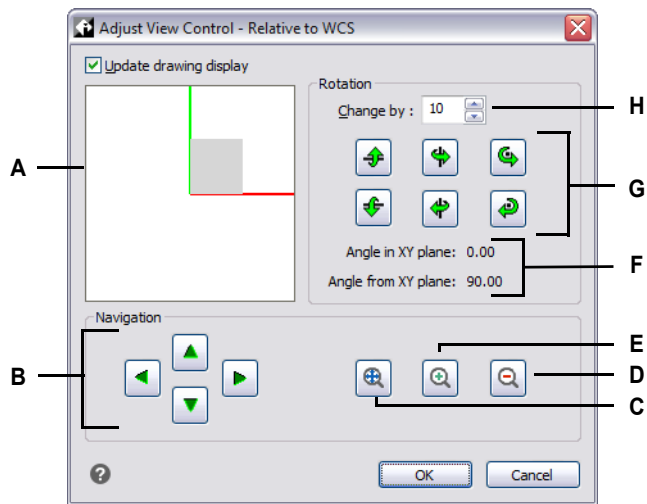 Adjust View Control - Relative to WCS
Update drawing display
Rotation
Change by :
10
H
A
G
Angle in XY plane: 0.00
F
Angle from XY plane: 90.00
Navigation
E
B
D
C
?
OK
Cancel